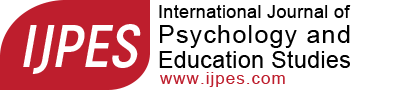 IJPES
International Journal of
Psychology and
Education Studies
www.ijpes.com